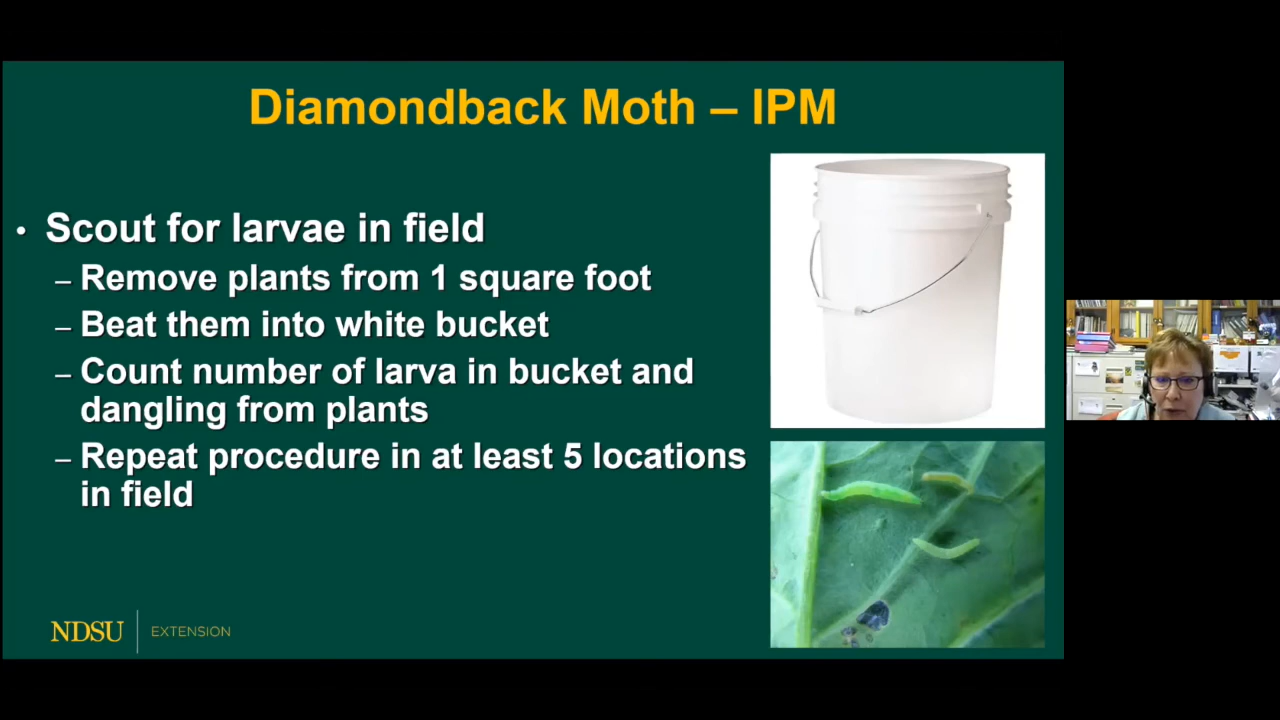 Diamondback Moth – IPM
• Scout for larvae in field
– Remove plants from 1 square foot
– Beat them into white bucket
– Count number of larva in bucket and
dangling from plants
– Repeat procedure in at least 5 locations
in field
NDSU EXTENSION